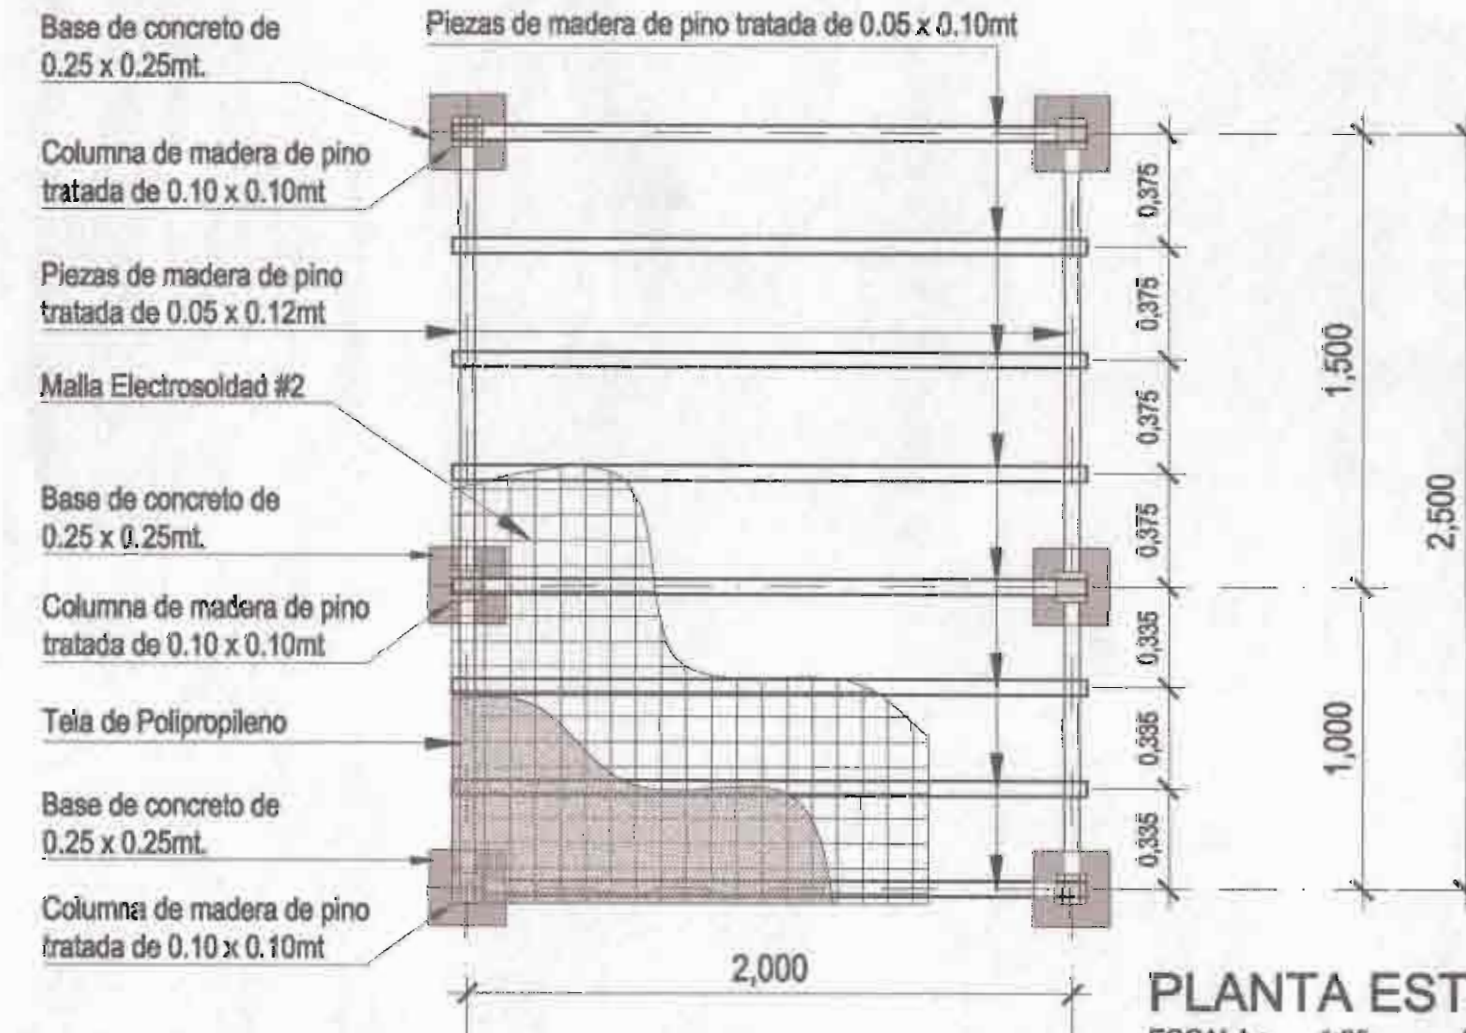 Base de concreto de
0.25 x 0.25mt.
Piezas de madera de pino tratada de 0.05 x 0.10mt
Columna de madera de pino
tratada de 0.10 x 0.10mt
Piezas de madera de pino
tratada de 0.05 x 0.12mt
Malla Electrosoldad #2
Base de concreto de
0.25 x 0.25mt.
Columna de madera de pino
tratada de 0.10 x 0.10mt
Tela de Polipropileno
Base de concreto de
0.25 x 0.25mt.
Columna de madera de pino
tratada de 0.10 x 0.10mt
0,375
0,375
0,375
0,375
0,335
0,335
0,335
1,500
1,000
2,500
2,000
PLANTA EST